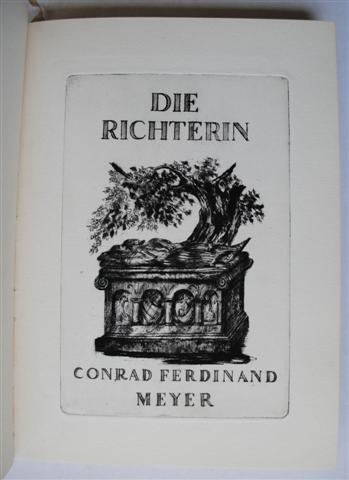 DIE
RICHTERIN
CONRAD FERDINAND
MEYER